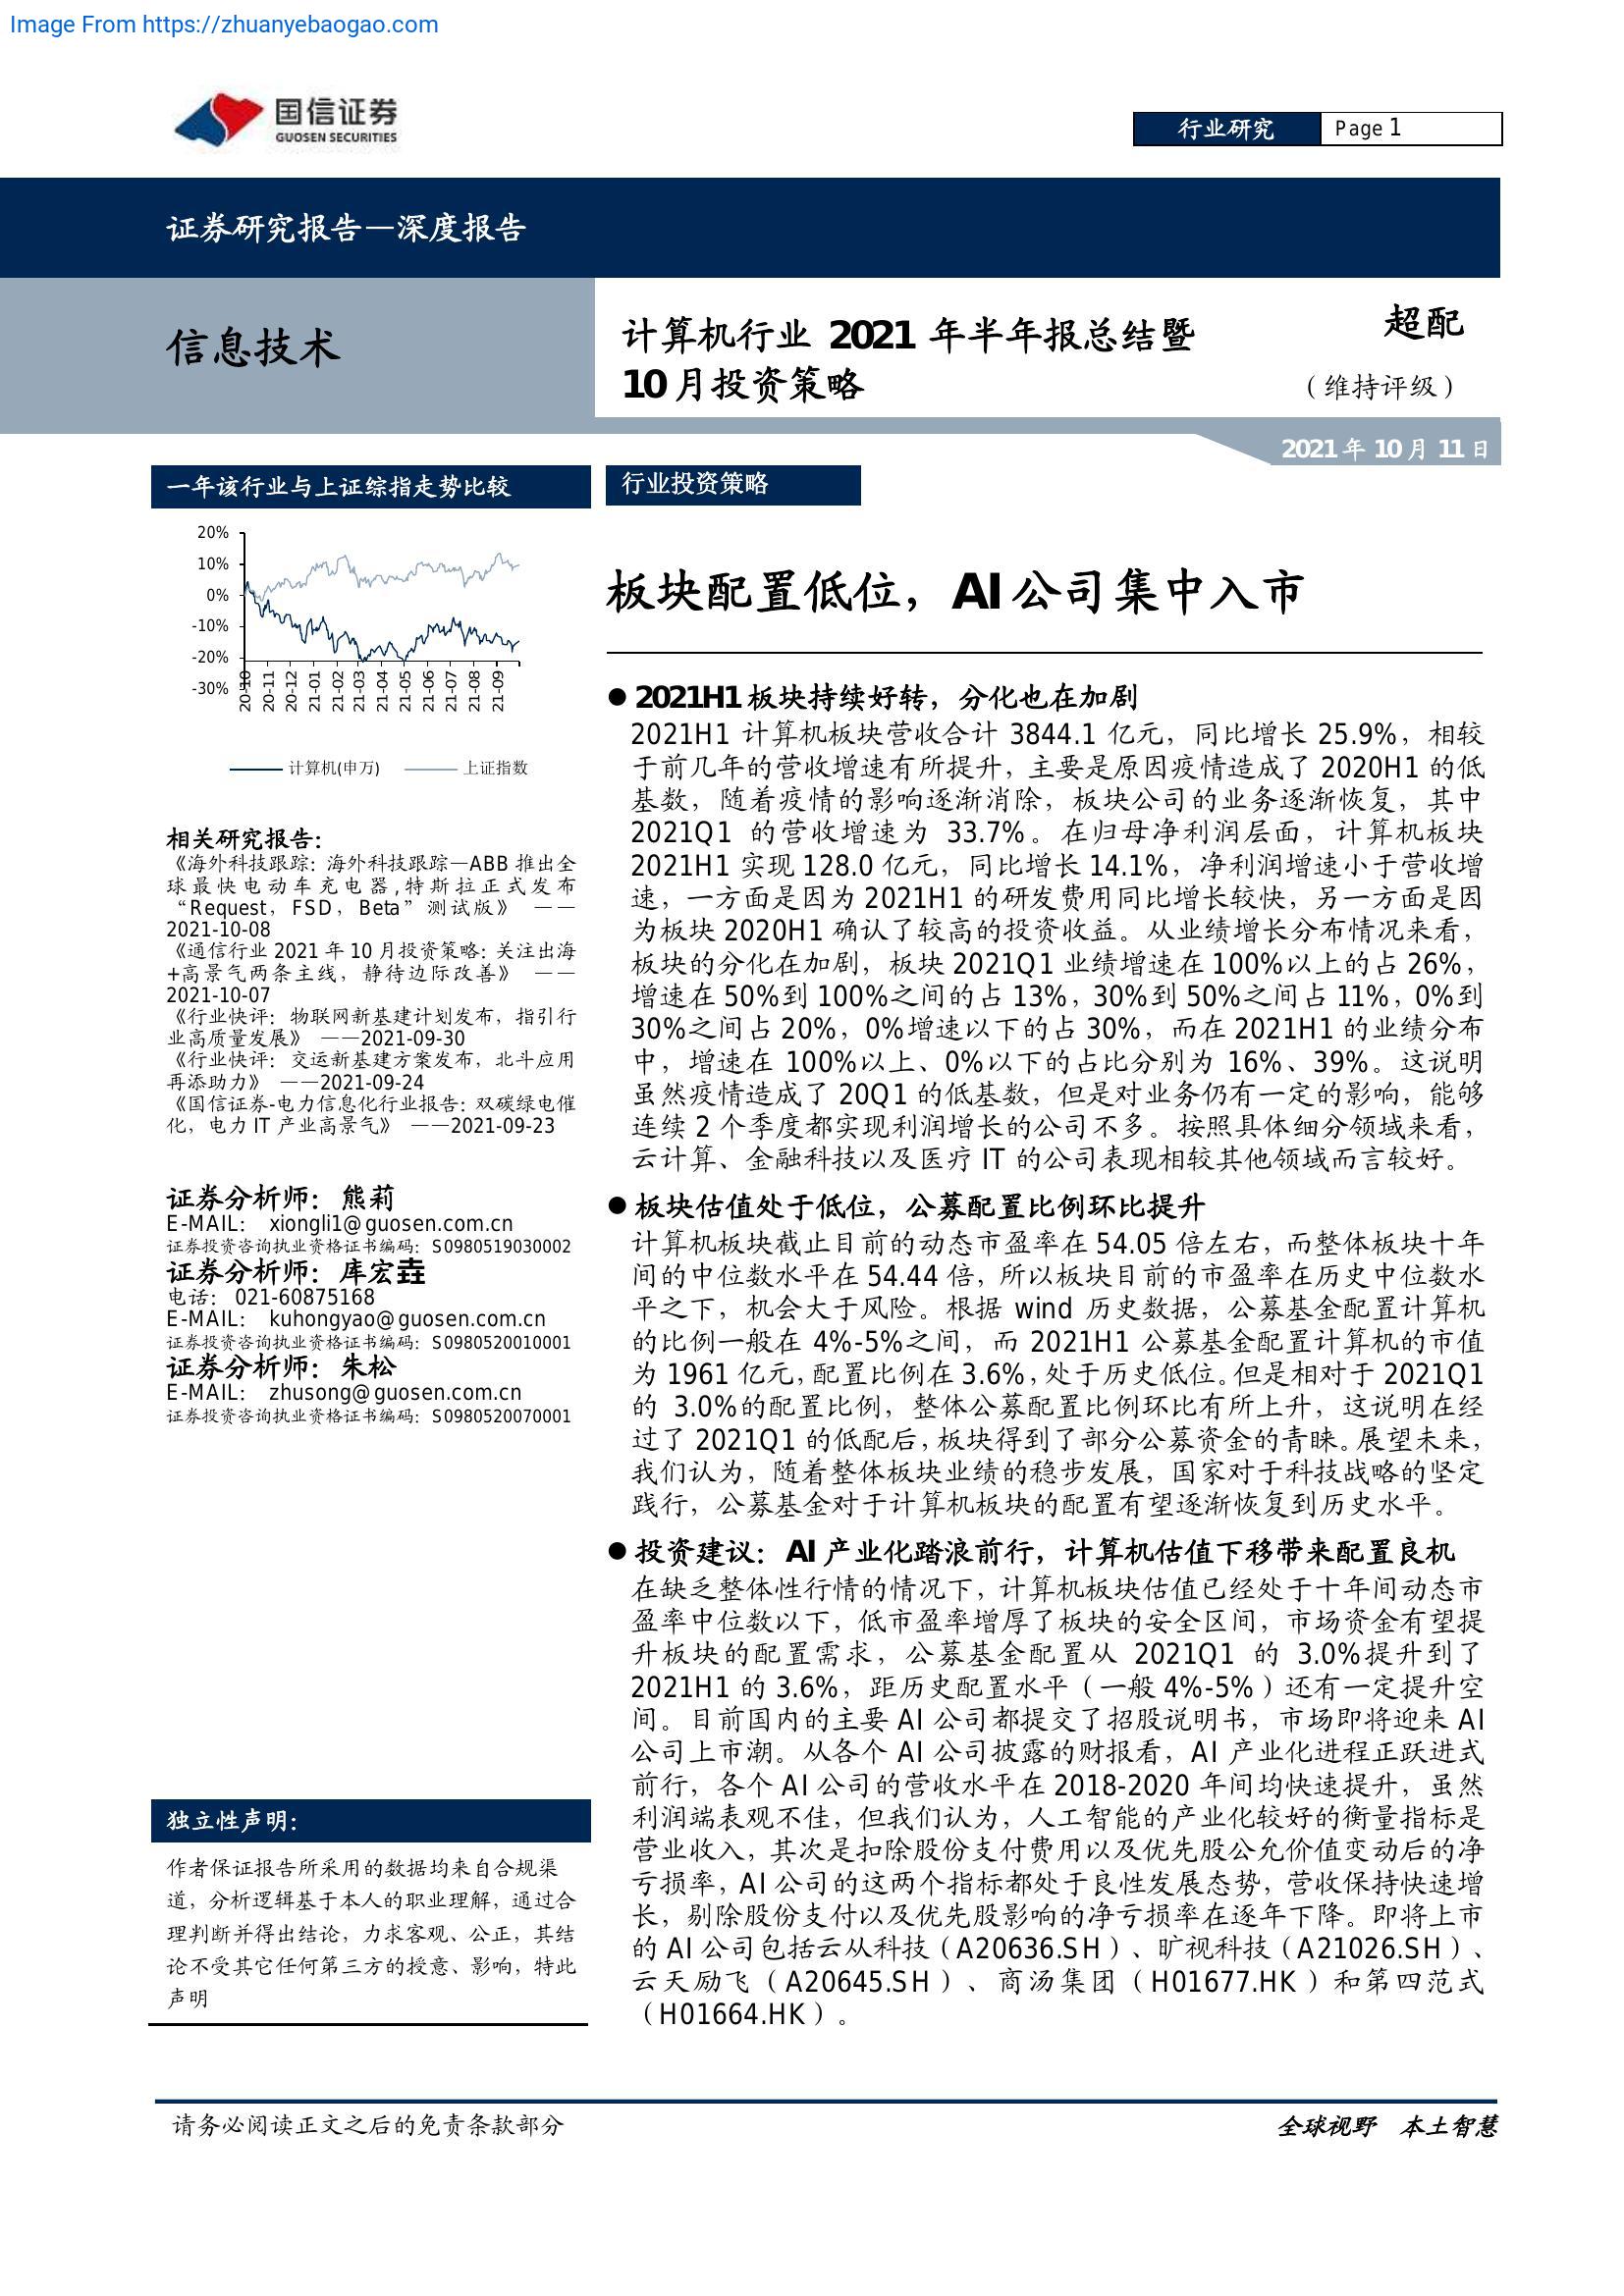 Image From https://zhuanyebaogao.com
国信证券
GUOSEN SECURITIES
行业研究
Page 1
证券研究报告—深度报告
信息技术
计算机行业 2021 年半年报总结暨
10 月投资策略
超配
（维持评级）
2021 年 10 月 11 日
一年该行业与上证综指走势比较
20%
10%
0%
-10%
-20%
-30%
20-10
20-11
20-12
21-01
21-02
21-03
21-04
21-05
21-06
21-07
21-08
21-09
计算机(申万)
上证指数
相关研究报告：
《海外科技跟踪：海外科技跟踪—ABB 推出全
球最快电动车充电器,特斯拉正式发布
“Request，FSD，Beta”测试版》 ——
2021-10-08
《通信行业 2021 年 10 月投资策略：关注出海
+高景气两条主线，静待边际改善》 ——
2021-10-07
《行业快评：物联网新基建计划发布，指引行
业高质量发展》 ——2021-09-30
《行业快评：交运新基建方案发布，北斗应用
再添助力》 ——2021-09-24
《国信证券-电力信息化行业报告：双碳绿电催
化，电力 IT 产业高景气》 ——2021-09-23
证券分析师：熊莉
E-MAIL： xiongli1@guosen.com.cn
证券投资咨询执业资格证书编码：S0980519030002
证券分析师：库宏垚
电话： 021-60875168
E-MAIL： kuhongyao@guosen.com.cn
证券投资咨询执业资格证书编码：S0980520010001
证券分析师：朱松
E-MAIL： zhusong@guosen.com.cn
证券投资咨询执业资格证书编码：S0980520070001
独立性声明：
作者保证报告所采用的数据均来自合规渠
道，分析逻辑基于本人的职业理解，通过合
理判断并得出结论，力求客观、公正，其结
论不受其它任何第三方的授意、影响，特此
声明
行业投资策略
板块配置低位，AI 公司集中入市
● 2021H1 板块持续好转，分化也在加剧
2021H1 计算机板块营收合计 3844.1 亿元，同比增长 25.9%，相较
于前几年的营收增速有所提升，主要是原因疫情造成了 2020H1 的低
基数，随着疫情的影响逐渐消除，板块公司的业务逐渐恢复，其中
2021Q1 的营收增速为 33.7%。在归母净利润层面，计算机板块
2021H1 实现 128.0 亿元，同比增长 14.1%，净利润增速小于营收增
速，一方面是因为 2021H1 的研发费用同比增长较快，另一方面是因
为板块 2020H1 确认了较高的投资收益。从业绩增长分布情况来看，
板块的分化在加剧，板块 2021Q1 业绩增速在 100%以上的占 26%，
增速在 50%到 100%之间的占 13%，30%到 50%之间占 11%，0%到
30%之间占 20%，0%增速以下的占 30%，而在 2021H1 的业绩分布
中，增速在 100%以上、0%以下的占比分别为 16%、39%。这说明
虽然疫情造成了 20Q1 的低基数，但是对业务仍有一定的影响，能够
连续 2 个季度都实现利润增长的公司不多。按照具体细分领域来看，
云计算、金融科技以及医疗 IT 的公司表现相较其他领域而言较好。
● 板块估值处于低位，公募配置比例环比提升
计算机板块截止目前的动态市盈率在 54.05 倍左右，而整体板块十年
间的中位数水平在 54.44 倍，所以板块目前的市盈率在历史中位数水
平之下，机会大于风险。根据 wind 历史数据，公募基金配置计算机
的比例一般在 4%-5%之间，而 2021H1 公募基金配置计算机的市值
为 1961 亿元，配置比例在 3.6%，处于历史低位。但是相对于 2021Q1
的 3.0%的配置比例，整体公募配置比例环比有所上升，这说明在经
过了 2021Q1 的低配后，板块得到了部分公募资金的青睐。展望未来，
我们认为，随着整体板块业绩的稳步发展，国家对于科技战略的坚定
践行，公募基金对于计算机板块的配置有望逐渐恢复到历史水平。
● 投资建议：AI 产业化踏浪前行，计算机估值下移带来配置良机
在缺乏整体性行情的情况下，计算机板块估值已经处于十年间动态市
盈率中位数以下，低市盈率增厚了板块的安全区间，市场资金有望提
升板块的配置需求，公募基金配置从 2021Q1 的 3.0%提升到了
2021H1 的 3.6%，距历史配置水平（一般 4%-5%）还有一定提升空
间。目前国内的主要 AI 公司都提交了招股说明书，市场即将迎来 AI
公司上市潮。从各个 AI 公司披露的财报看，AI 产业化进程正跃进式
前行，各个 AI 公司的营收水平在 2018-2020 年间均快速提升，虽然
利润端表观不佳，但我们认为，人工智能的产业化较好的衡量指标是
营业收入，其次是扣除股份支付费用以及优先股公允价值变动后的净
亏损率，AI 公司的这两个指标都处于良性发展态势，营收保持快速增
长，剔除股份支付以及优先股影响的净亏损率在逐年下降。即将上市
的 AI 公司包括云从科技（A20636.SH）、旷视科技（A21026.SH）、
云天励飞（A20645.SH）、商汤集团（H01677.HK）和第四范式
（H01664.HK）。
请务必阅读正文之后的免责条款部分
全球视野 本土智慧